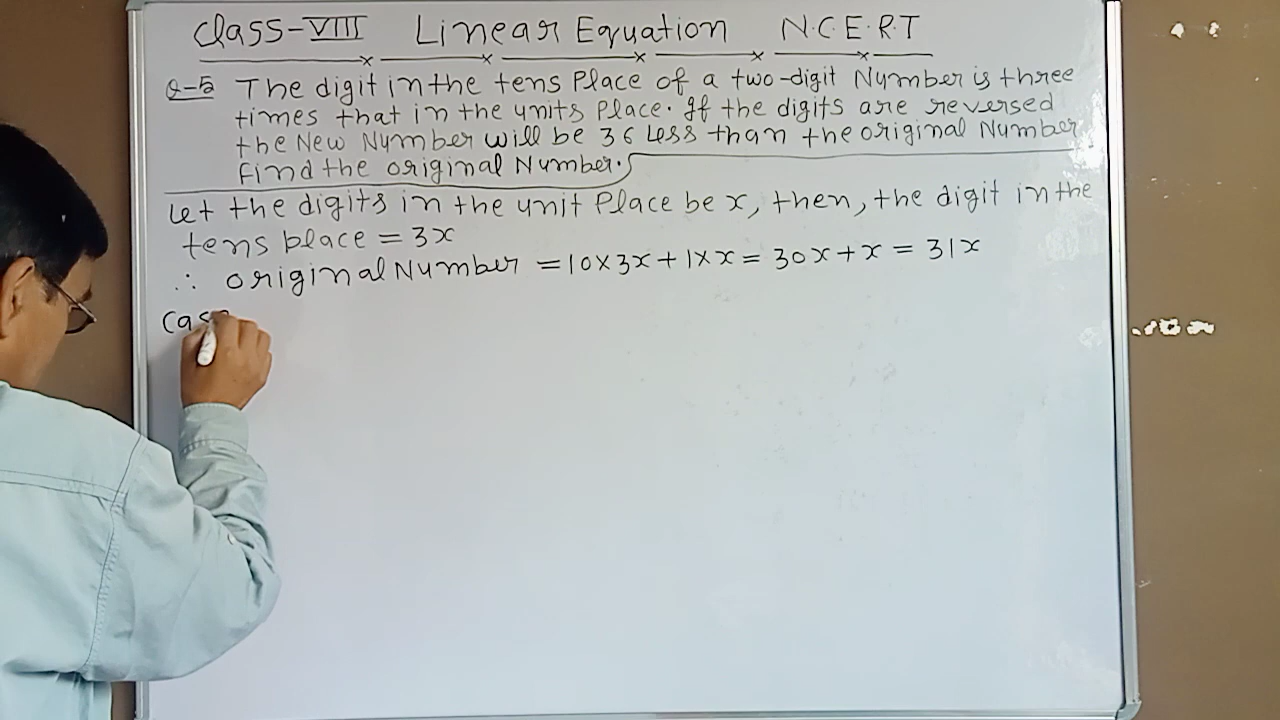 Class-VIII Linear Equation N.C.E.R.T
Q-5 The digit in the tens Place of a two-digit Number is three
times that in the units Place. If the digits are reversed
the New Number will be 36 Less than the original Number.
Find the original Number.
Let the digits in the unit Place be x, then, the digit in the
tens place = 3x
∴ original Number = 10×3x+1×x = 30x+x = 31x
Cas